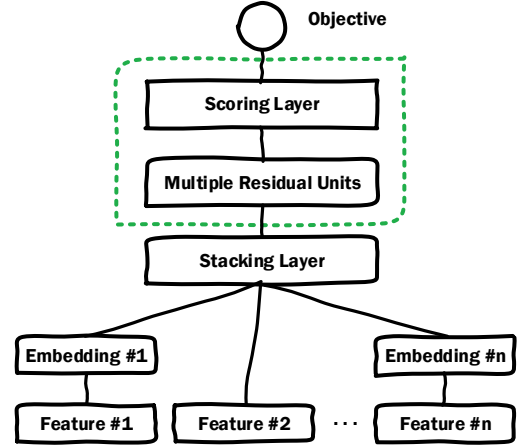 Objective
Scoring Layer
Multiple Residual Units
Stacking Layer
Embedding #1
Embedding #n
Feature #1
Feature #2
...
Feature #n